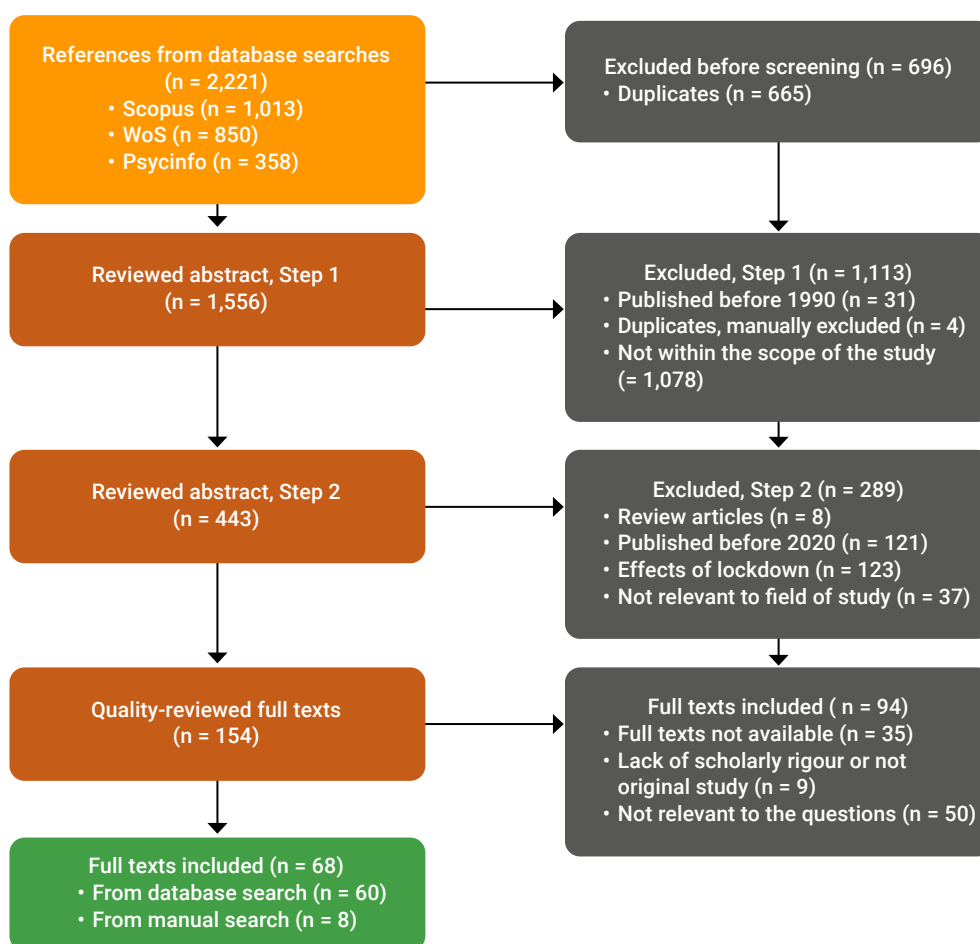 References from database searches
(n = 2,221)
• Scopus (n = 1,013)
• WoS (n = 850)
• Psycinfo (n = 358)
Excluded before screening (n = 696)
• Duplicates (n = 665)
Reviewed abstract, Step 1
(n = 1,556)
Excluded, Step 1 (n = 1,113)
• Published before 1990 (n = 31)
• Duplicates, manually excluded (n = 4)
• Not within the scope of the study
(= 1,078)
Reviewed abstract, Step 2
(n = 443)
Excluded, Step 2 (n = 289)
• Review articles (n = 8)
• Published before 2020 (n = 121)
• Effects of lockdown (n = 123)
• Not relevant to field of study (n = 37)
Quality-reviewed full texts
(n = 154)
Full texts included ( n = 94)
• Full texts not available (n = 35)
• Lack of scholarly rigour or not
original study (n = 9)
• Not relevant to the questions (n = 50)
Full texts included (n = 68)
• From database search (n = 60)
• From manual search (n = 8)